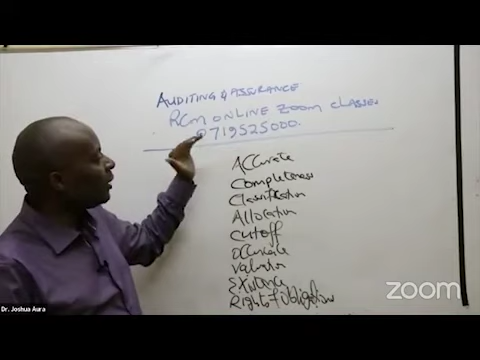 AUDITING & ASSURANCE
RCM ONLINE ZOOM CLASSES
0719525000.
Accurate
Completeness
Classification
Allocation
Cutoff
Valuation
Existence
Rights & Obligation
zoom
Dr. Joshua Aura